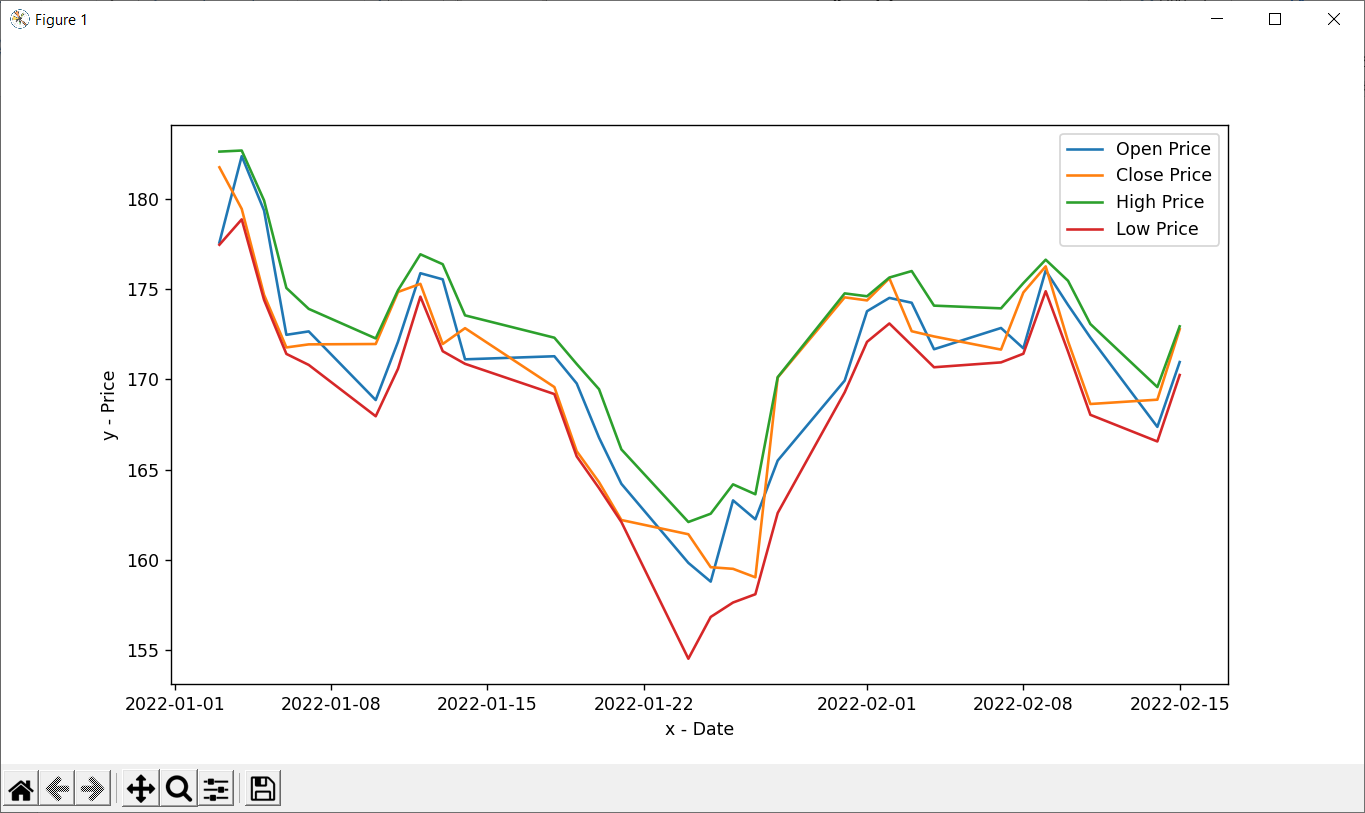 Figure 1
Open Price
Close Price
High Price
Low Price
180
175
170
165
160
155
y - Price
2022-01-01 2022-01-08 2022-01-15 2022-01-22 2022-02-01 2022-02-08 2022-02-15
x - Date